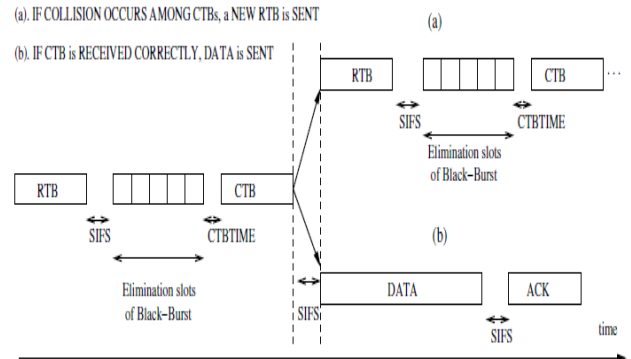 (a). IF COLLISION OCCURS AMONG CTBs, a NEW RTB is SENT
(a)
(b). IF CTB is RECEIVED CORRECTLY, DATA is SENT
RTB
CTB
...
SIFS
CTBTIME
Elimination slots
of Black-Burst
RTB
CTB
SIFS
CTBTIME
Elimination slots
of Black-Burst
(b)
SIFS
DATA
ACK
SIFS
time